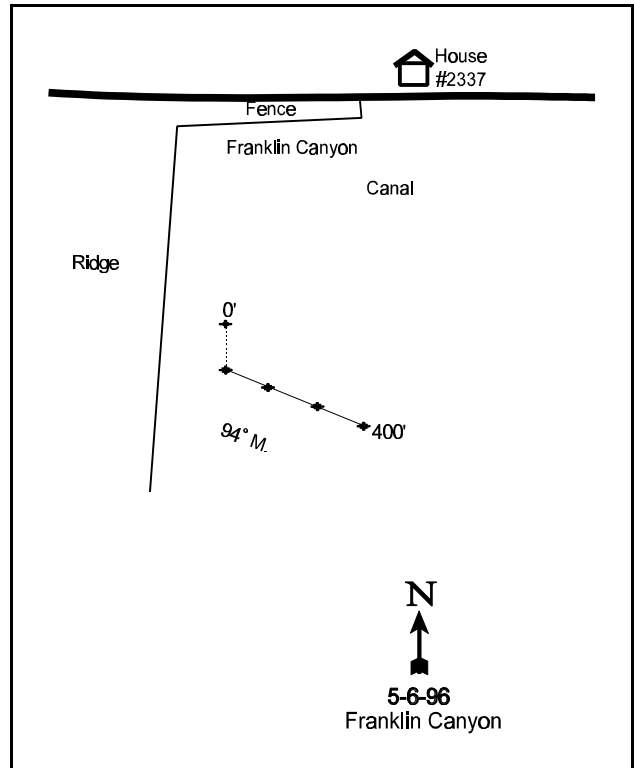 House
#2337
Fence
Franklin Canyon
Canal
Ridge
0'
400'
94° M.
N
5-6-96
Franklin Canyon